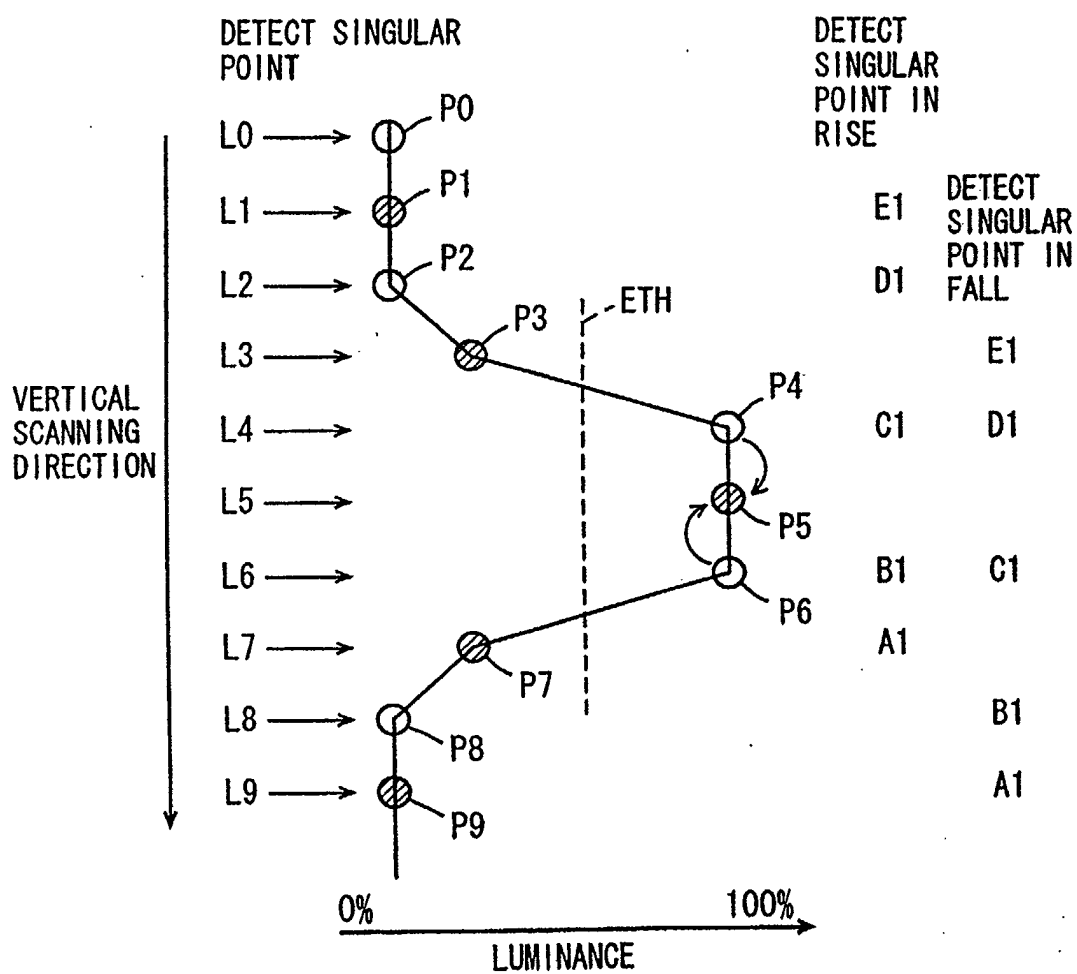 DETECT SINGULAR
POINT
DETECT
SINGULAR
POINT IN
RISE
L0
P0
L1
P1
E1
DETECT
SINGULAR
POINT IN
FALL
L2
P2
D1
ETH
L3
P3
E1
VERTICAL
SCANNING
DIRECTION
L4
P4
C1
D1
L5
P5
L6
P6
B1
C1
L7
P7
A1
L8
P8
B1
L9
P9
A1
0%
100%
LUMINANCE